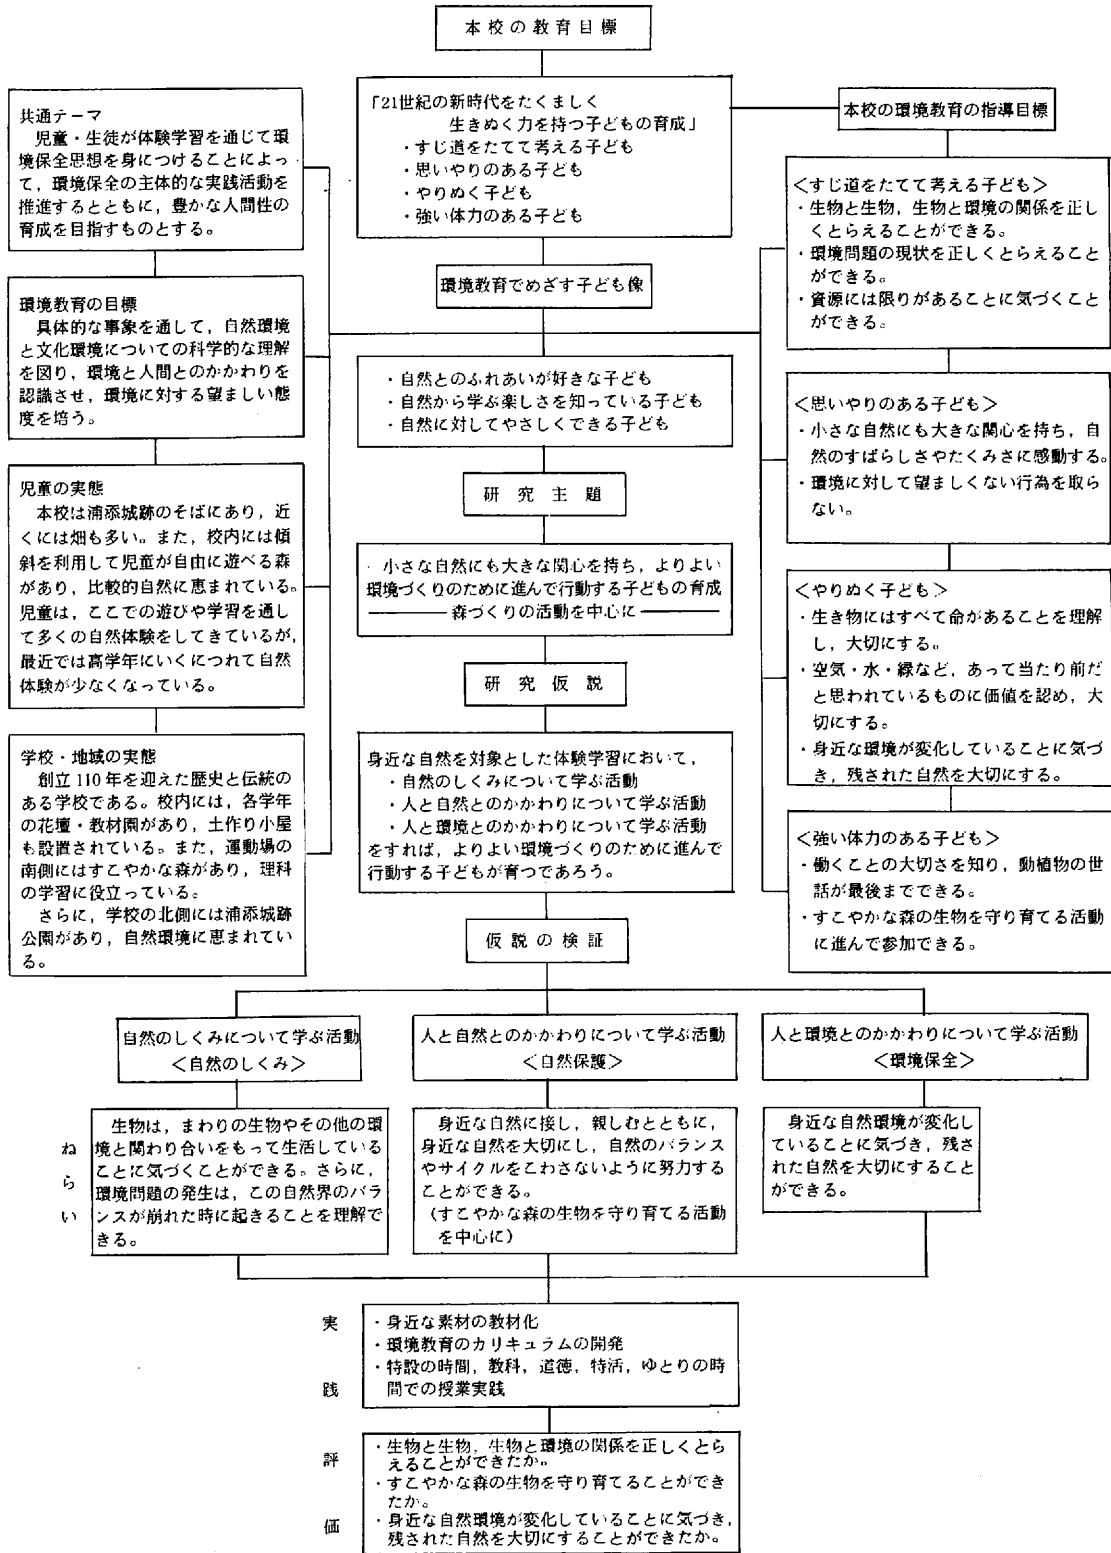 本校の教育目標
「21世紀の新時代をたくましく
生きぬく力を持つ子どもの育成」
・すじ道をたてて考える子ども
・思いやりのある子ども
・やりぬく子ども
・強い体力のある子ども
共通テーマ
児童・生徒が体験学習を通じて環
境保全思想を身につけることによっ
て，環境保全の主体的な実践活動を
推進するとともに，豊かな人間性の
育成を目指すものとする。
環境教育の目標
具体的な事象を通して，自然環境
と文化環境についての科学的な理解
を図り，環境と人間とのかかわりを
認識させ，環境に対する望ましい態
度を培う。
児童の実態
本校は浦添城跡のそばにあり，近
くには畑も多い。また，校内には傾
斜を利用して児童が自由に遊べる森
があり，比較的自然に恵まれている。
児童は，ここでの遊びや学習を通し
て多くの自然体験をしてきているが，
最近では高学年にいくにつれて自然
体験が少なくなっている。
学校・地域の実態
創立110年を迎えた歴史と伝統の
ある学校である。校内には，各学年
の花壇・教材園があり，土作り小屋
も設置されている。また，運動場の
南側にはすこやかな森があり，理科
の学習に役立っている。
さらに，学校の北側には浦添城跡
公園があり，自然環境に恵まれてい
る。
環境教育でめざす子ども像
・自然とのふれあいが好きな子ども
・自然から学ぶ楽しさを知っている子ども
・自然に対してやさしくできる子ども
研究主題
小さな自然にも大きな関心を持ち，よりよい
環境づくりのために進んで行動する子どもの育成
――― 森づくりの活動を中心に ―――
研究仮説
身近な自然を対象とした体験学習において，
・自然のしくみについて学ぶ活動
・人と自然とのかかわりについて学ぶ活動
・人と環境とのかかわりについて学ぶ活動
をすれば，よりよい環境づくりのために進んで
行動する子どもが育つであろう。
仮説の検証
本校の環境教育の指導目標
＜すじ道をたてて考える子ども＞
・生物と生物，生物と環境の関係を正し
くとらえることができる。
・環境問題の現状を正しくとらえること
ができる。
・資源には限りがあることに気づくこと
ができる。
＜思いやりのある子ども＞
・小さな自然にも大きな関心を持ち，自
然のすばらしさやたくみさに感動する。
・環境に対して望ましくない行為を取ら
ない。
＜やりぬく子ども＞
・生き物にはすべて命があることを理解
し，大切にする。
・空気・水・緑など，あって当たり前だ
と思われているものに価値を認め，大
切にする。
・身近な環境が変化していることに気づ
き，残された自然を大切にする。
＜強い体力のある子ども＞
・働くことの大切さを知り，動植物の世
話が最後までできる。
・すこやかな森の生物を守り育てる活動
に進んで参加できる。
自然のしくみについて学ぶ活動
＜自然のしくみ＞
人と自然とのかかわりについて学ぶ活動
＜自然保護＞
人と環境とのかかわりについて学ぶ活動
＜環境保全＞
ねらい
生物は，まわりの生物やその他の環
境と関わり合いをもって生活している
ことに気づくことができる。さらに，
環境問題の発生は，この自然界のバラ
ンスが崩れた時に起きることを理解で
きる。
身近な自然に接し，親しむとともに，
身近な自然を大切にし，自然のバランス
やサイクルをこわさないように努力する
ことができる。
(すこやかな森の生物を守り育てる活動
を中心に)
身近な自然環境が変化し
ていることに気づき，残さ
れた自然を大切にすること
ができる。
実践
・身近な素材の教材化
・環境教育のカリキュラムの開発
・特設の時間，教科，道徳，特活，ゆとりの時
間での授業実践
評価
・生物と生物，生物と環境の関係を正しくとら
えることができたか。
・すこやかな森の生物を守り育てることができ
たか。
・身近な自然環境が変化していることに気づき，
残された自然を大切にすることができたか。